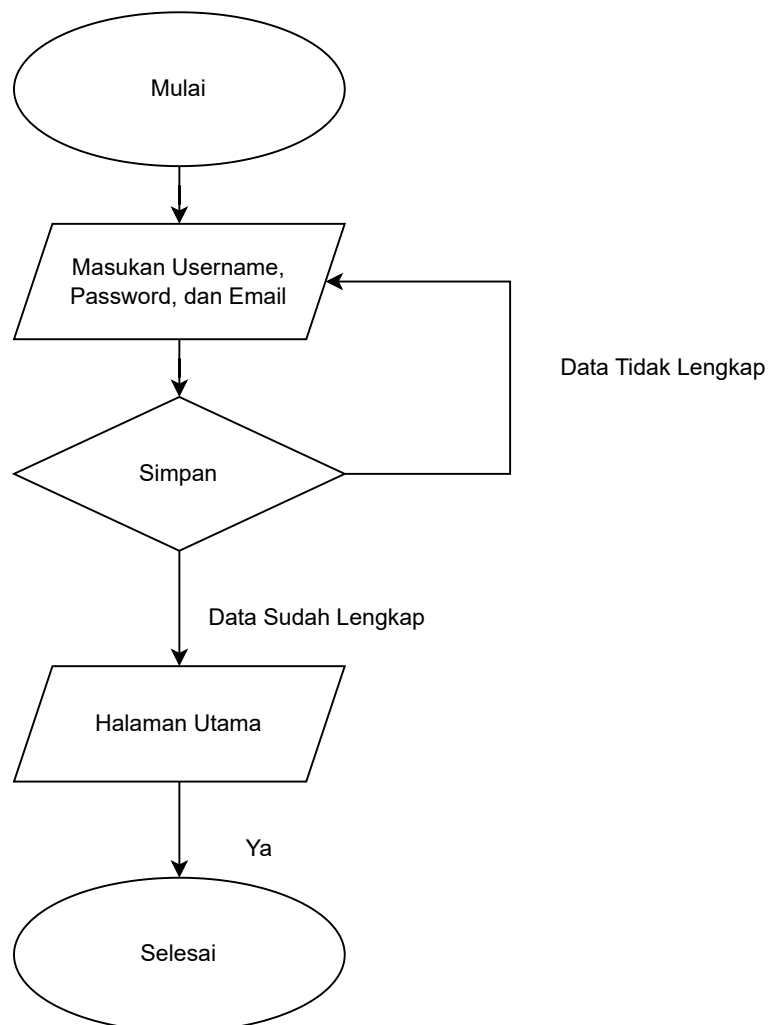 Mulai
Masukan Username,
Password, dan Email
Data Tidak Lengkap
Simpan
Data Sudah Lengkap
Halaman Utama
Ya
Selesai